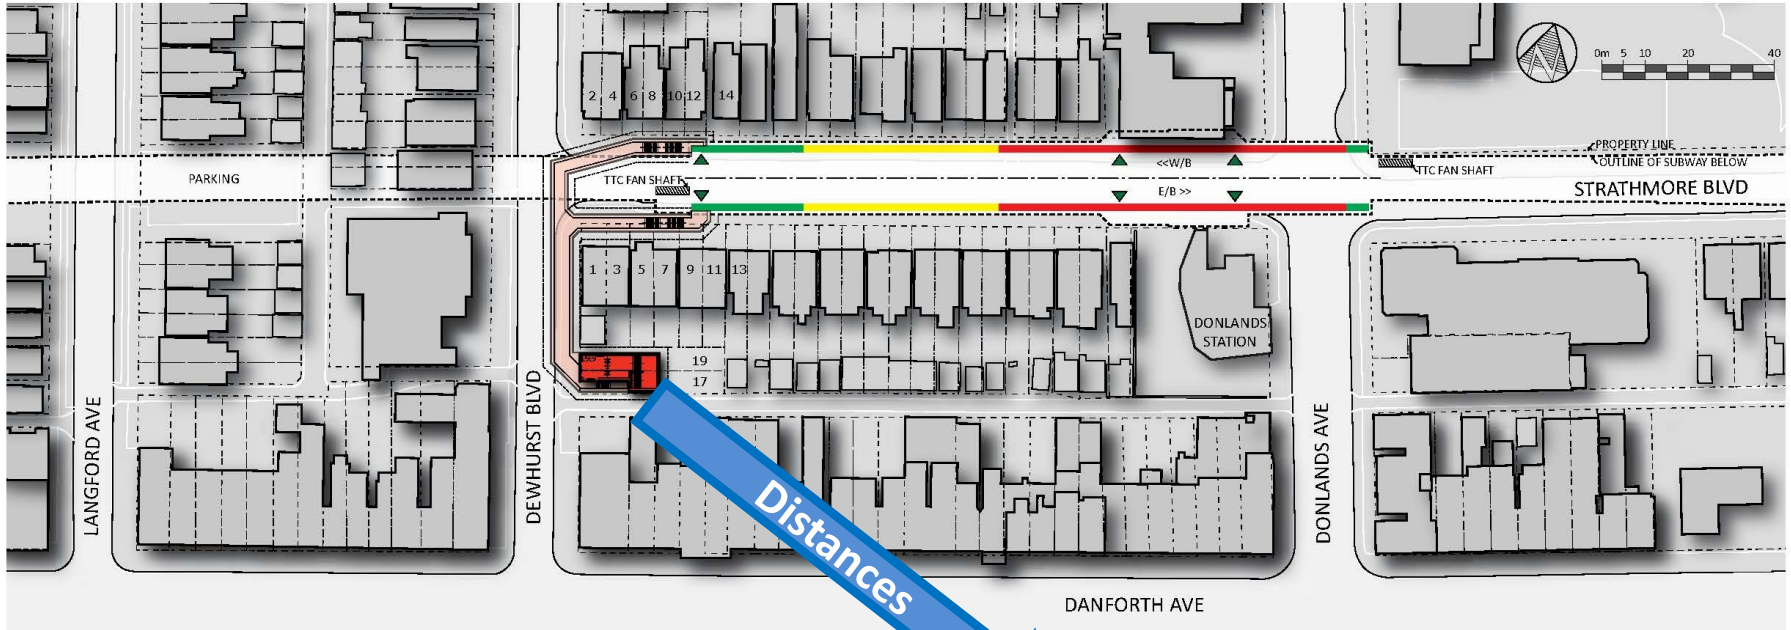 0m 5 10 20 40
2 4 6 8 10 12 14
PROPERTY LINE
OUTLINE OF SUBWAY BELOW
<<W/B
TTC FAN SHAFT
PARKING
TTC FAN SHAFT
E/B >>
STRATHMORE BLVD
1 3 5 7 9 11 13
DONLANDS
STATION
19
17
LANGFORD AVE
DEWHURST BLVD
DONLANDS AVE
Distances
DANFORTH AVE